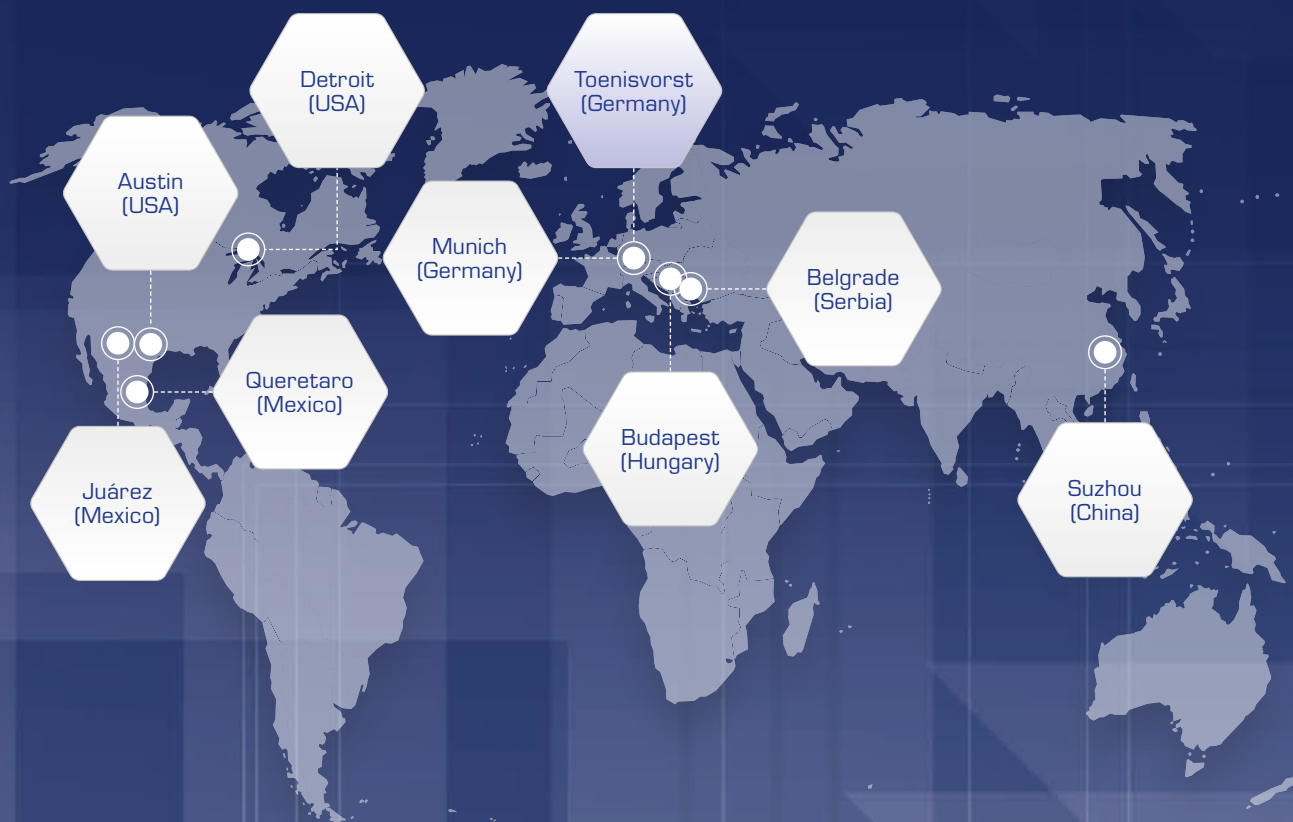 Detroit
(USA)
Toenisvorst
(Germany)
Austin
(USA)
Munich
(Germany)
Belgrade
(Serbia)
Queretaro
(Mexico)
Budapest
(Hungary)
Juárez
(Mexico)
Suzhou
(China)